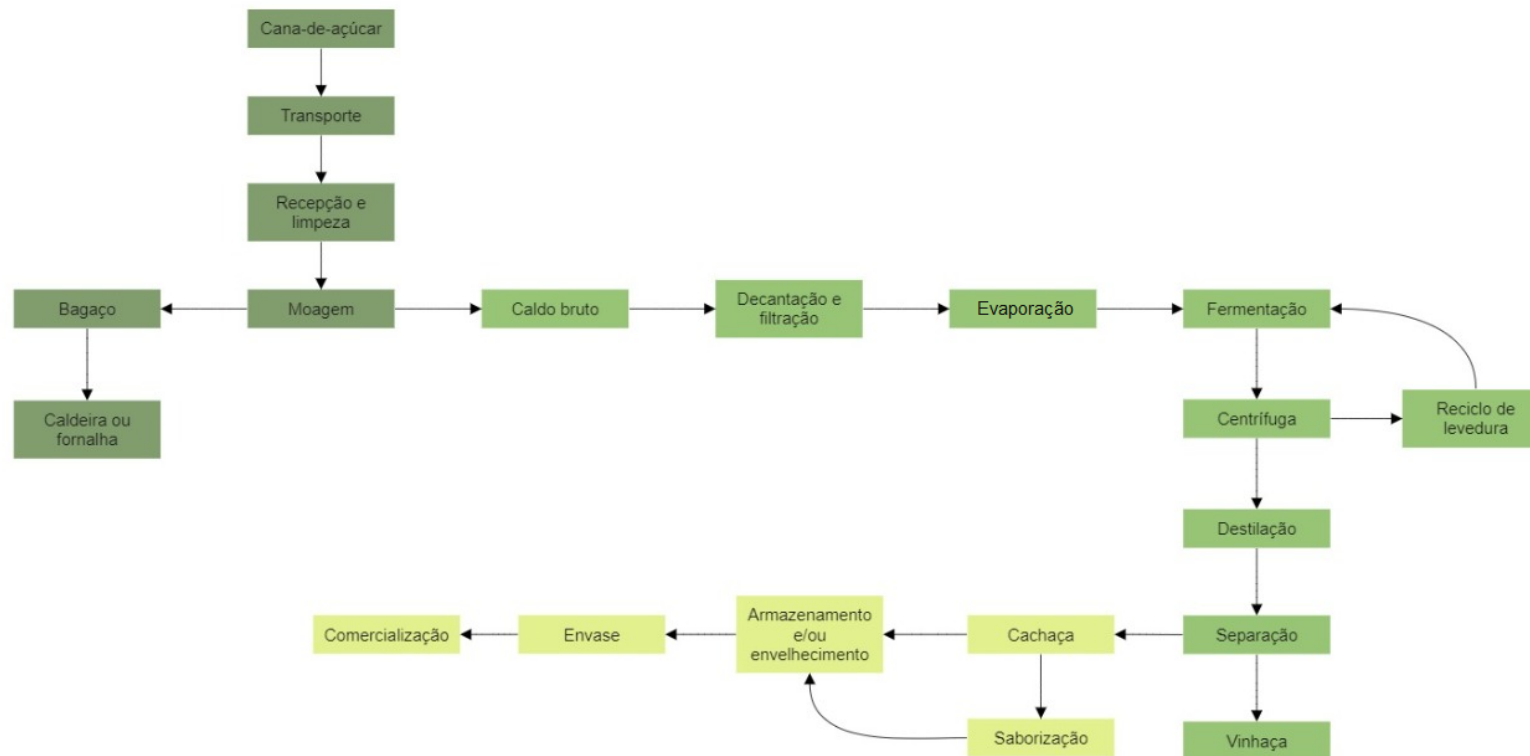 Cana-de-açúcar
Transporte
Recepção e
limpeza
Bagaço
Moagem
Caldo bruto
Decantação e
filtração
Evaporação
Fermentação
Caldeira ou
fornalha
Centrífuga
Reciclo de
levedura
Destilação
Comercialização
Envase
Armazenamento
e/ou
envelhecimento
Cachaça
Separação
Saborização
Vinhaça